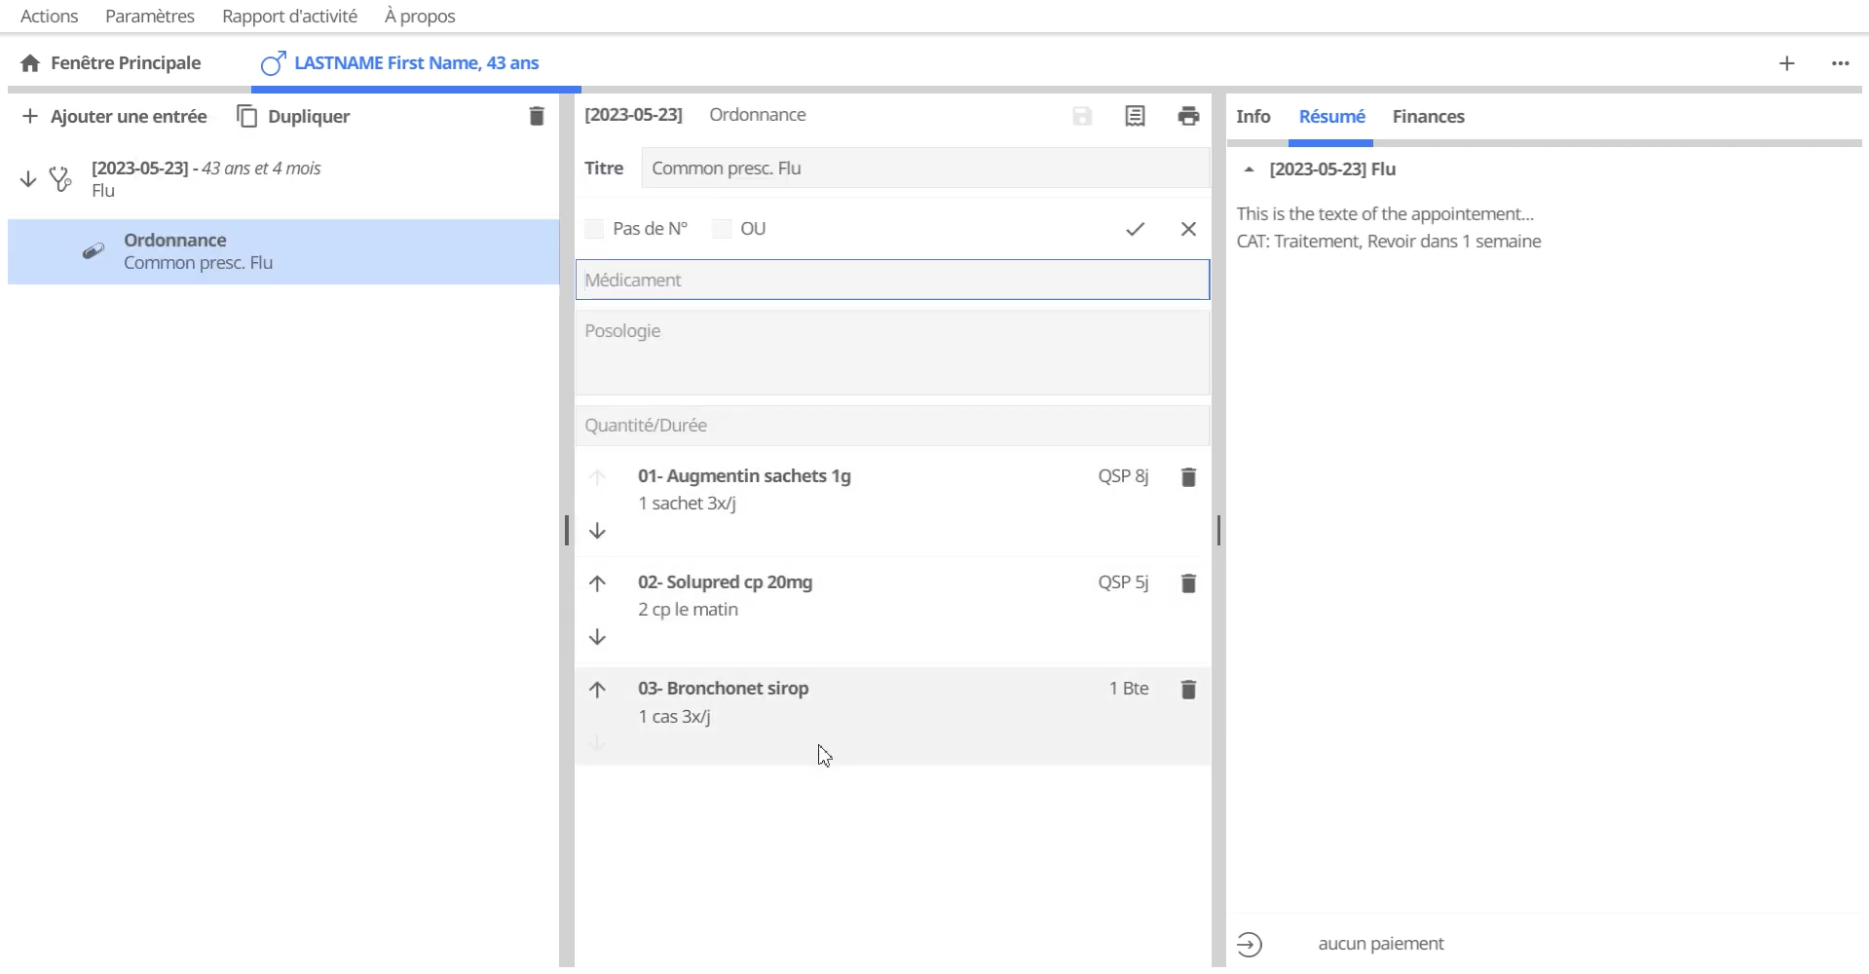 Actions Paramètres Rapport d'activité À propos
Fenêtre Principale LASTNAME First Name, 43 ans
Ajouter une entrée Dupliquer
[2023-05-23] - 43 ans et 4 mois
Flu
Ordonnance
Common presc. Flu
[2023-05-23] Ordonnance
Titre Common presc. Flu
Pas de N° OU
Médicament
Posologie
Quantité/Durée
01- Augmentin sachets 1g QSP 8j
1 sachet 3x/j
02- Solupred cp 20mg QSP 5j
2 cp le matin
03- Bronchonet sirop 1 Bte
1 cas 3x/j
Info Résumé Finances
[2023-05-23] Flu
This is the texte of the appointement...
CAT: Traitement, Revoir dans 1 semaine
aucun paiement